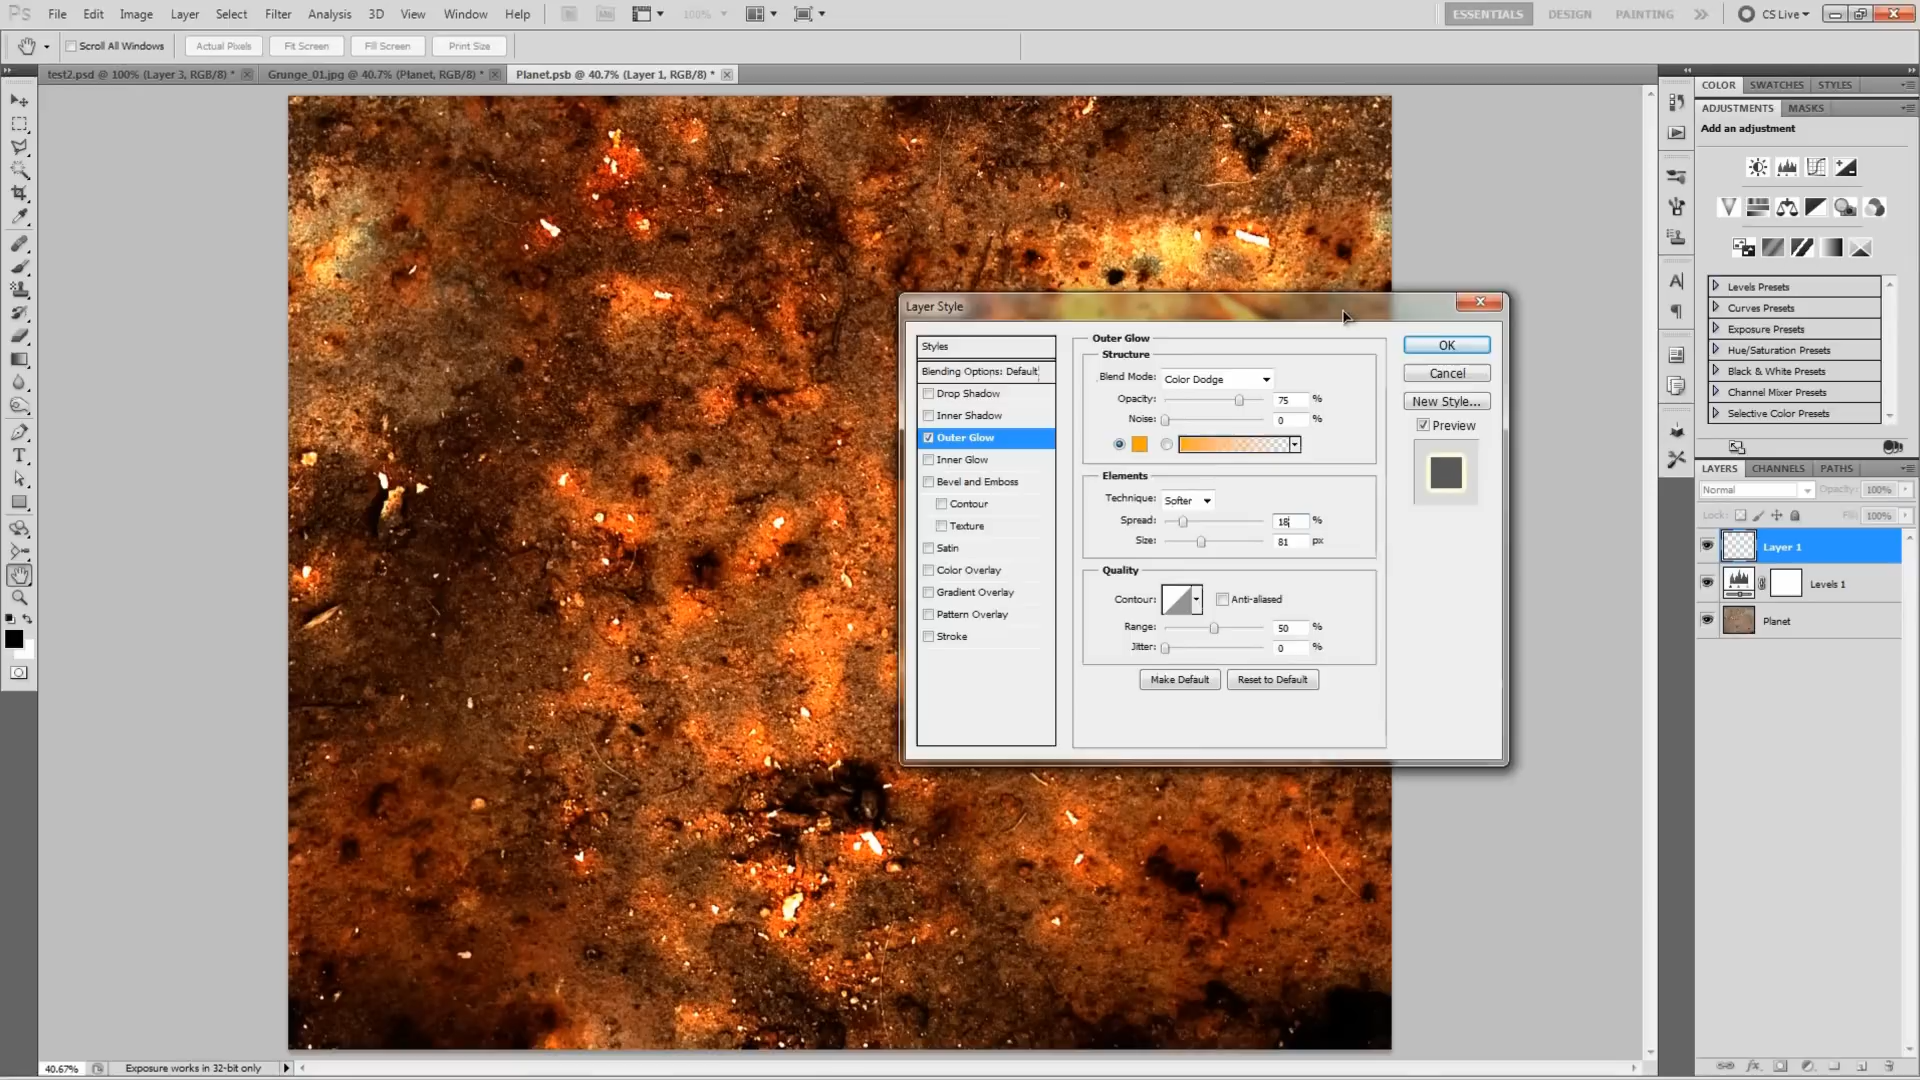 Ps File Edit Image Layer Select Filter Analysis 3D View Window Help Br Mb 100% ESSENTIALS DESIGN PAINTING CS Live
Scroll All Windows Actual Pixels Fit Screen Fill Screen Print Size
test2.psd @ 100% (Layer 3, RGB/8) * Grunge_01.jpg @ 40.7% (Planet, RGB/8) * Planet.psb @ 40.7% (Layer 1, RGB/8) *
COLOR SWATCHES STYLES
ADJUSTMENTS MASKS
Add an adjustment
Levels Presets
Curves Presets
Exposure Presets
Hue/Saturation Presets
Black & White Presets
Channel Mixer Presets
Selective Color Presets
LAYERS CHANNELS PATHS
Normal Opacity: 100%
Lock: Fill: 100%
Layer 1
Levels 1
Planet
Layer Style
Styles
Blending Options: Default
Drop Shadow
Inner Shadow
Outer Glow
Inner Glow
Bevel and Emboss
Contour
Texture
Satin
Color Overlay
Gradient Overlay
Pattern Overlay
Stroke
Outer Glow
Structure
Blend Mode: Color Dodge
Opacity: 75 %
Noise: 0 %
Elements
Technique: Softer
Spread: 18 %
Size: 81 px
Quality
Contour: Anti-aliased
Range: 50 %
Jitter: 0 %
Make Default Reset to Default
OK
Cancel
New Style...
Preview
40.67% Exposure works in 32-bit only